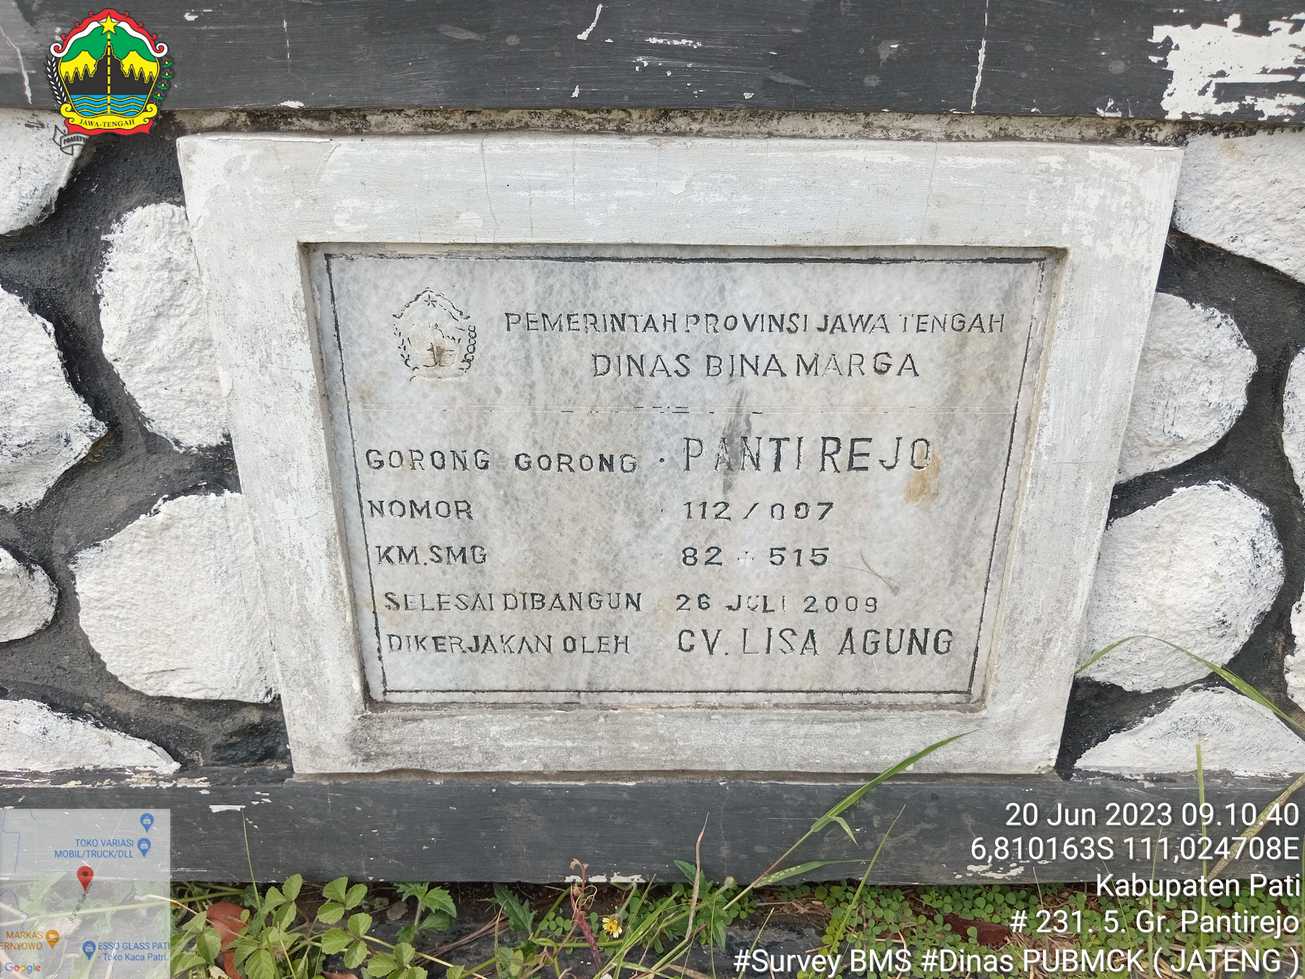 JAWA-TENGAH
PEMERINTAH PROVINSI JAWA TENGAH
DINAS BINA MARGA
GORONG GORONG : PANTIREJO
NOMOR : 112 / 007
KM.SMG 82 + 515
SELESAI DIBANGUN 26 JULI 2009
DIKERJAKAN OLEH CV. LISA AGUNG
TOKO VARIASI
MOBIL/TRUCK/DLL
MARKAS
ERNYOWO
ESSO GLASS PATI
- Toko Kaca Patri.
Google
20 Jun 2023 09.10.40
6,810163S 111,024708E
Kabupaten Pati
# 231. 5. Gr. Pantirejo
#Survey BMS #Dinas PUBMCK ( JATENG )